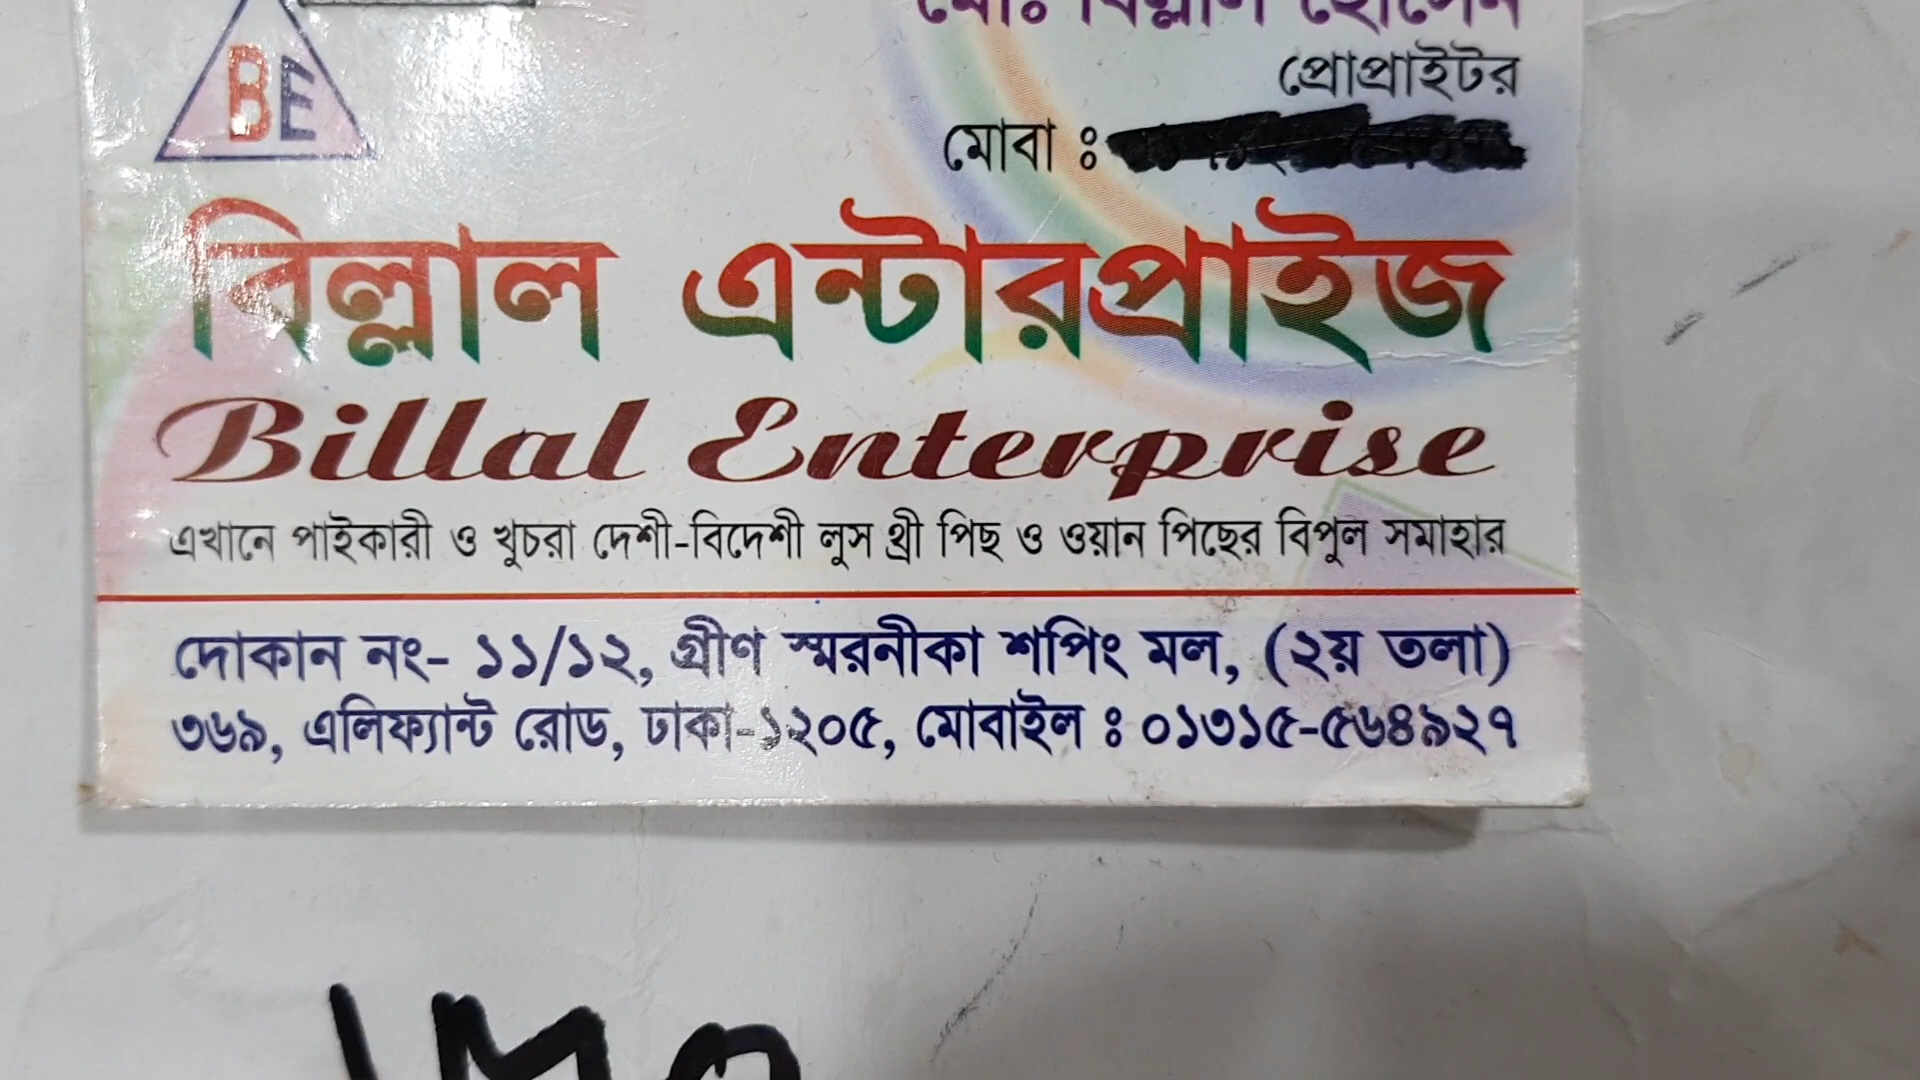 মোঃ বিল্লাল হোসেন
BE
প্রোপ্রাইটর
মোবা ঃ
বিল্লাল এন্টারপ্রাইজ
Billal Enterprise
এখানে পাইকারী ও খুচরা দেশী-বিদেশী লুস থ্রী পিছ ও ওয়ান পিছের বিপুল সমাহার
দোকান নং- ১১/১২, গ্রীণ স্মরনীকা শপিং মল, (২য় তলা)
৩৬৯, এলিফ্যান্ট রোড, ঢাকা-১২০৫, মোবাইল ঃ ০১৩১৫-৫৬৪৯২৭